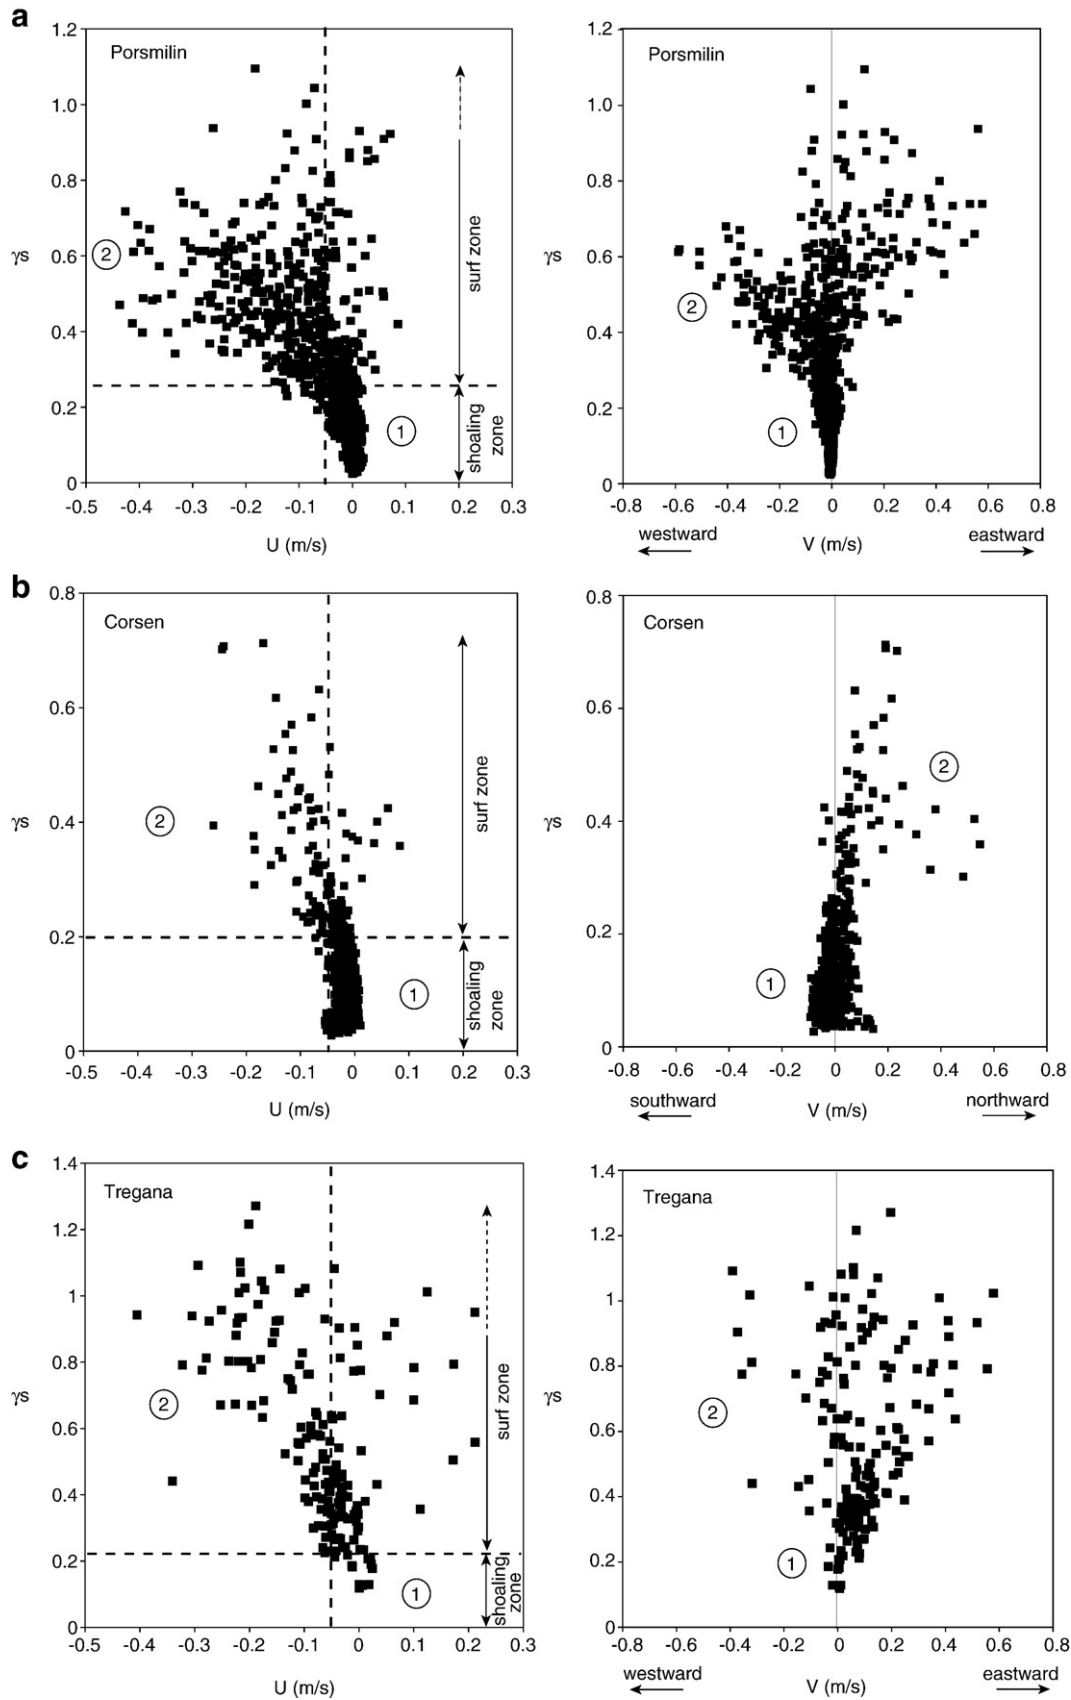 a
1.2
1.0
0.8
0.6
0.4
0.2
0
γs
Porsmilin
2
1
surf zone
shoaling
zone
-0.5 -0.4 -0.3 -0.2 -0.1 0 0.1 0.2 0.3
U (m/s)
1.2
1.0
0.8
0.6
0.4
0.2
0
γs
Porsmilin
2
1
-0.8 -0.6 -0.4 -0.2 0 0.2 0.4 0.6 0.8
westward V (m/s) eastward
b
0.8
0.6
0.4
0.2
0
γs
Corsen
2
1
surf zone
shoaling
zone
-0.5 -0.4 -0.3 -0.2 -0.1 0 0.1 0.2 0.3
U (m/s)
0.8
0.6
0.4
0.2
0
γs
Corsen
2
1
-0.8 -0.6 -0.4 -0.2 0 0.2 0.4 0.6 0.8
southward V (m/s) northward
c
1.4
1.2
1
0.8
0.6
0.4
0.2
0
γs
Tregana
2
1
surf zone
shoaling
zone
-0.5 -0.4 -0.3 -0.2 -0.1 0 0.1 0.2 0.3
U (m/s)
1.4
1.2
1
0.8
0.6
0.4
0.2
0
γs
Tregana
2
1
-0.8 -0.6 -0.4 -0.2 0 0.2 0.4 0.6 0.8
westward V (m/s) eastward